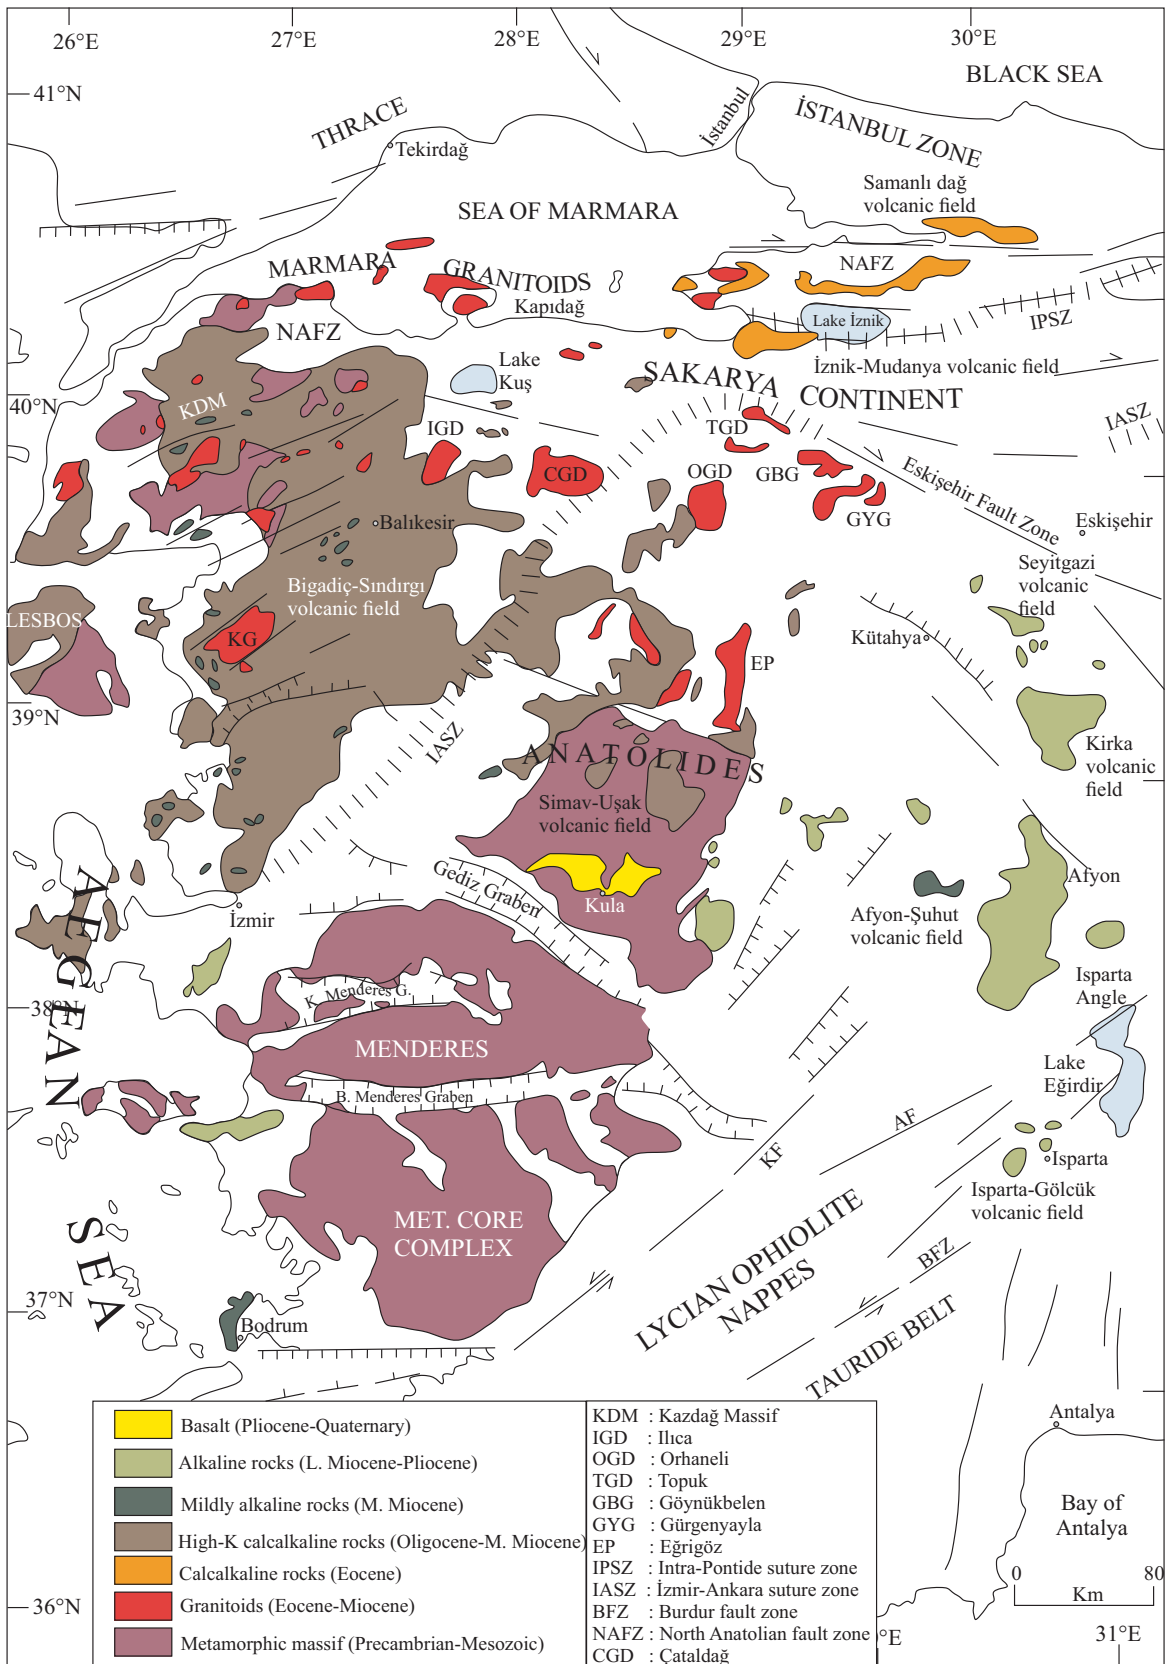 26°E
27°E
28°E
29°E
30°E
BLACK SEA
41°N
THRACE
İstanbul
İSTANBUL ZONE
Tekirdağ
Samanlı dağ
volcanic field
SEA OF MARMARA
MARMARA
GRANITOIDS
NAFZ
Kapıdağ
Lake İznik
IPSZ
NAFZ
İznik-Mudanya volcanic field
Lake
Kuş
SAKARYA
CONTINENT
40°N
KDM
IGD
TGD
IASZ
CGD
OGD
GBG
Eskişehir Fault Zone
GYG
Balıkesir
Eskişehir
Seyitgazi
volcanic
field
Bigadiç-Sındırgı
volcanic field
LESBOS
KG
Kütahya
EP
39°N
IASZ
ANATOLIDES
Kirka
volcanic
field
Simav-Uşak
volcanic field
Gediz Graben
Afyon
AEGEAN
Kula
İzmir
Afyon-Şuhut
volcanic field
Isparta
Angle
K. Menderes G.
38°N
MENDERES
Lake
Eğirdir
B. Menderes Graben
AF
KF
Isparta
Isparta-Gölcük
volcanic field
MET. CORE
COMPLEX
SEA
LYCIAN OPHIOLITE
NAPPES
BFZ
37°N
Bodrum
TAURIDE BELT
Antalya
Basalt (Pliocene-Quaternary)
Alkaline rocks (L. Miocene-Pliocene)
Mildly alkaline rocks (M. Miocene)
High-K calcalkaline rocks (Oligocene-M. Miocene)
Calcalkaline rocks (Eocene)
Granitoids (Eocene-Miocene)
Metamorphic massif (Precambrian-Mesozoic)
KDM : Kazdağ Massif
IGD : Ilıca
OGD : Orhaneli
TGD : Topuk
GBG : Göynükbelen
GYG : Gürgenyayla
EP : Eğrigöz
IPSZ : Intra-Pontide suture zone
IASZ : İzmir-Ankara suture zone
BFZ : Burdur fault zone
NAFZ : North Anatolian fault zone
CGD : Çataldağ
Bay of
Antalya
0 80
Km
36°N
°E
31°E